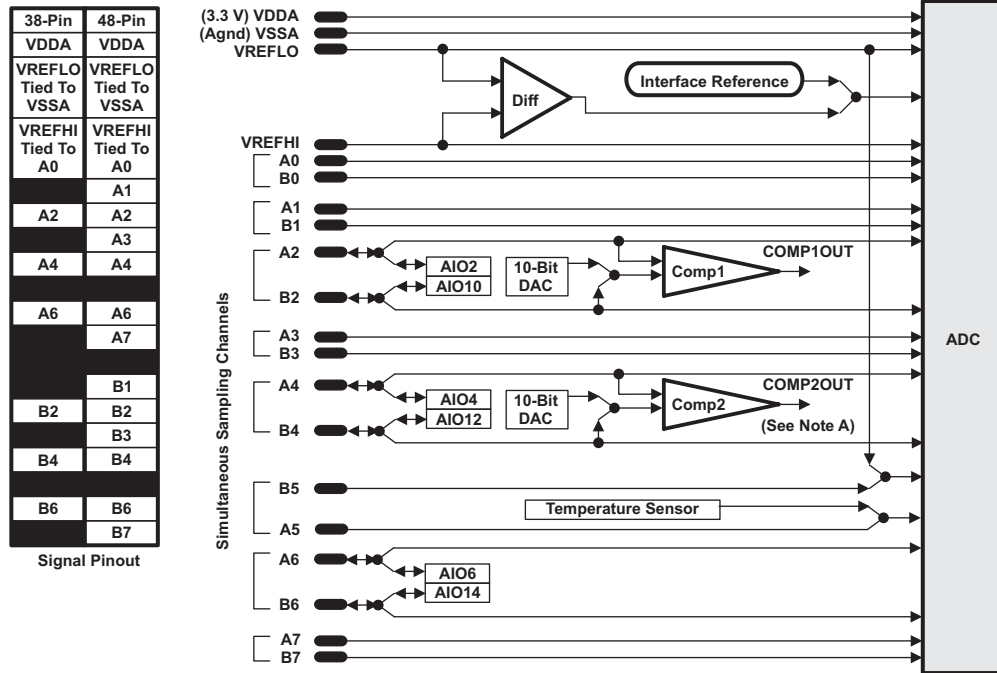 38-Pin 48-Pin
VDDA VDDA
VREFLO VREFLO
Tied To Tied To
VSSA VSSA
VREFHI VREFHI
Tied To Tied To
A0 A0
A1
A2 A2
A3
A4 A4
A6 A6
A7
B1
B2 B2
B3
B4 B4
B6 B6
B7
Signal Pinout
Simultaneous Sampling Channels
(3.3 V) VDDA
(Agnd) VSSA
VREFLO
Interface Reference
Diff
VREFHI
A0
B0
A1
B1
A2
COMP1OUT
AIO2
AIO10
10-Bit
DAC
Comp1
B2
A3
B3
ADC
A4
COMP2OUT
AIO4
AIO12
10-Bit
DAC
Comp2
(See Note A)
B4
B5
Temperature Sensor
A5
A6
AIO6
AIO14
B6
A7
B7